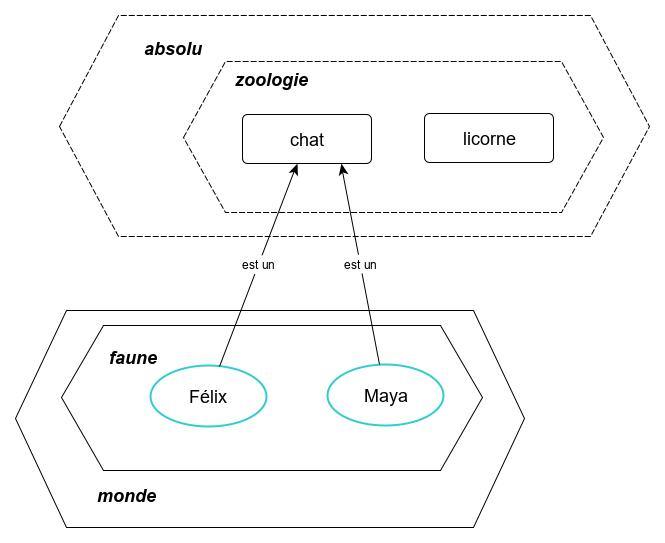 absolu
zoologie
chat
licorne
est un
est un
faune
Félix
Maya
monde